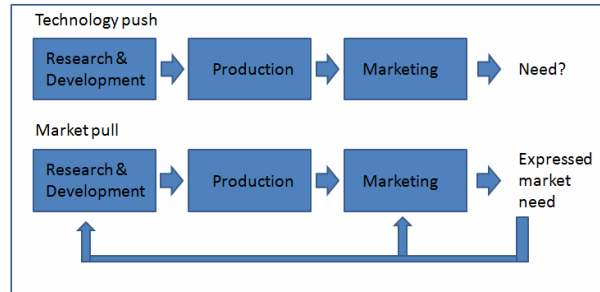 Technology push
Research &
Development
Production
Marketing
Need?
Market pull
Research &
Development
Production
Marketing
Expressed
market
need